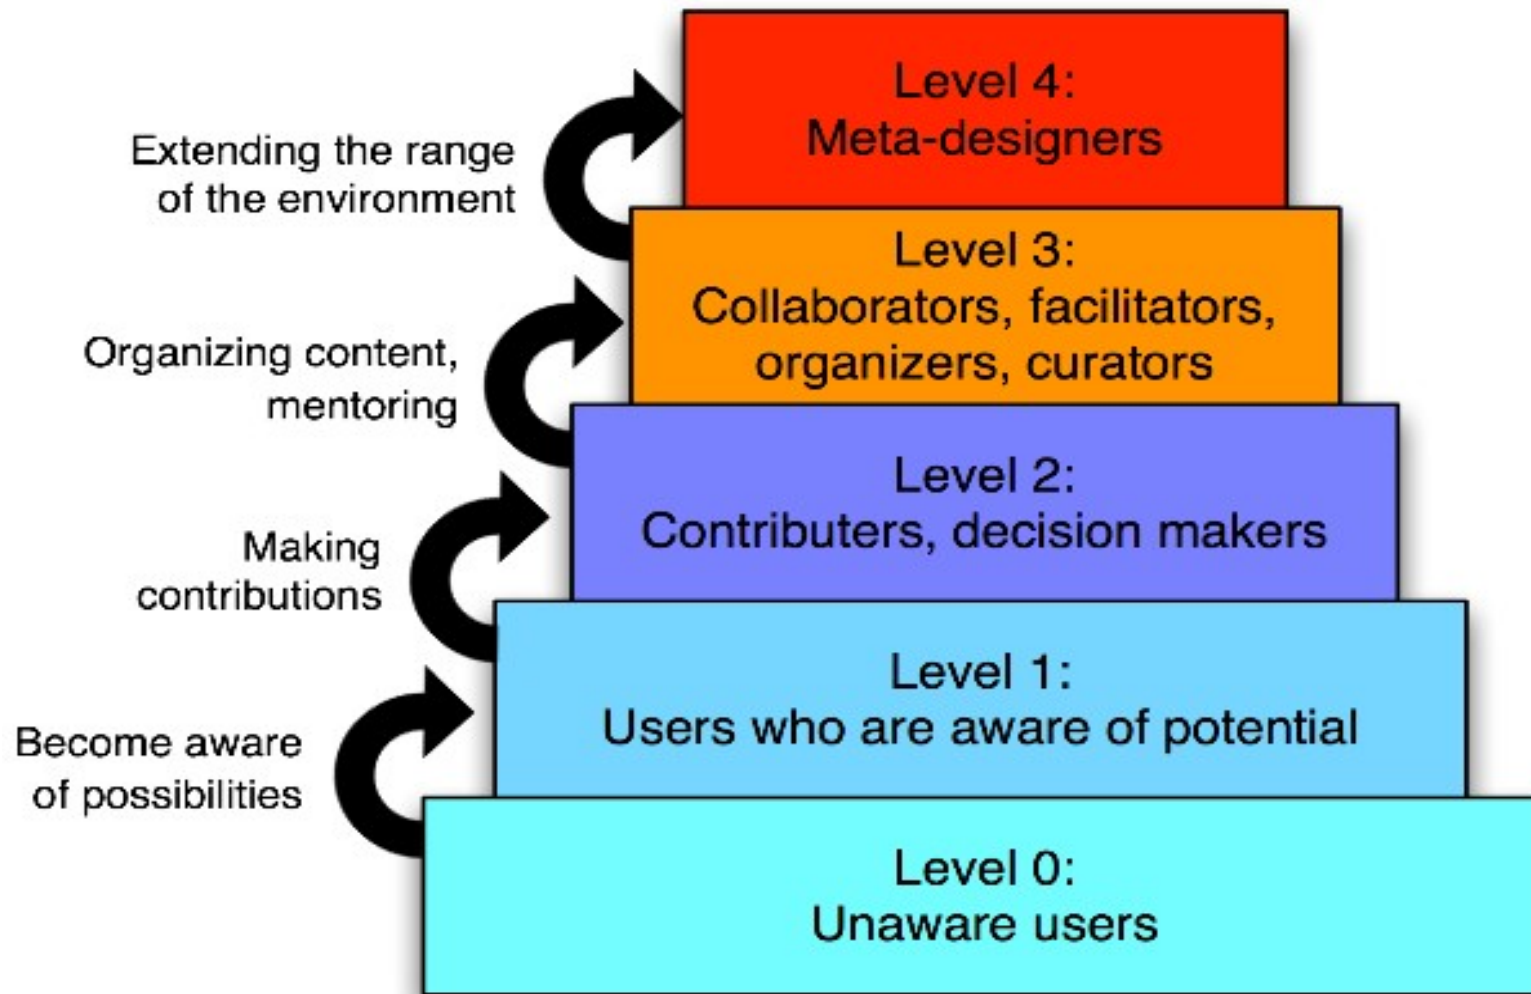 Level 4:
Meta-designers
Extending the range
of the environment
Level 3:
Collaborators, facilitators,
organizers, curators
Organizing content,
mentoring
Level 2:
Contributers, decision makers
Making
contributions
Level 1:
Users who are aware of potential
Become aware
of possibilities
Level 0:
Unaware users